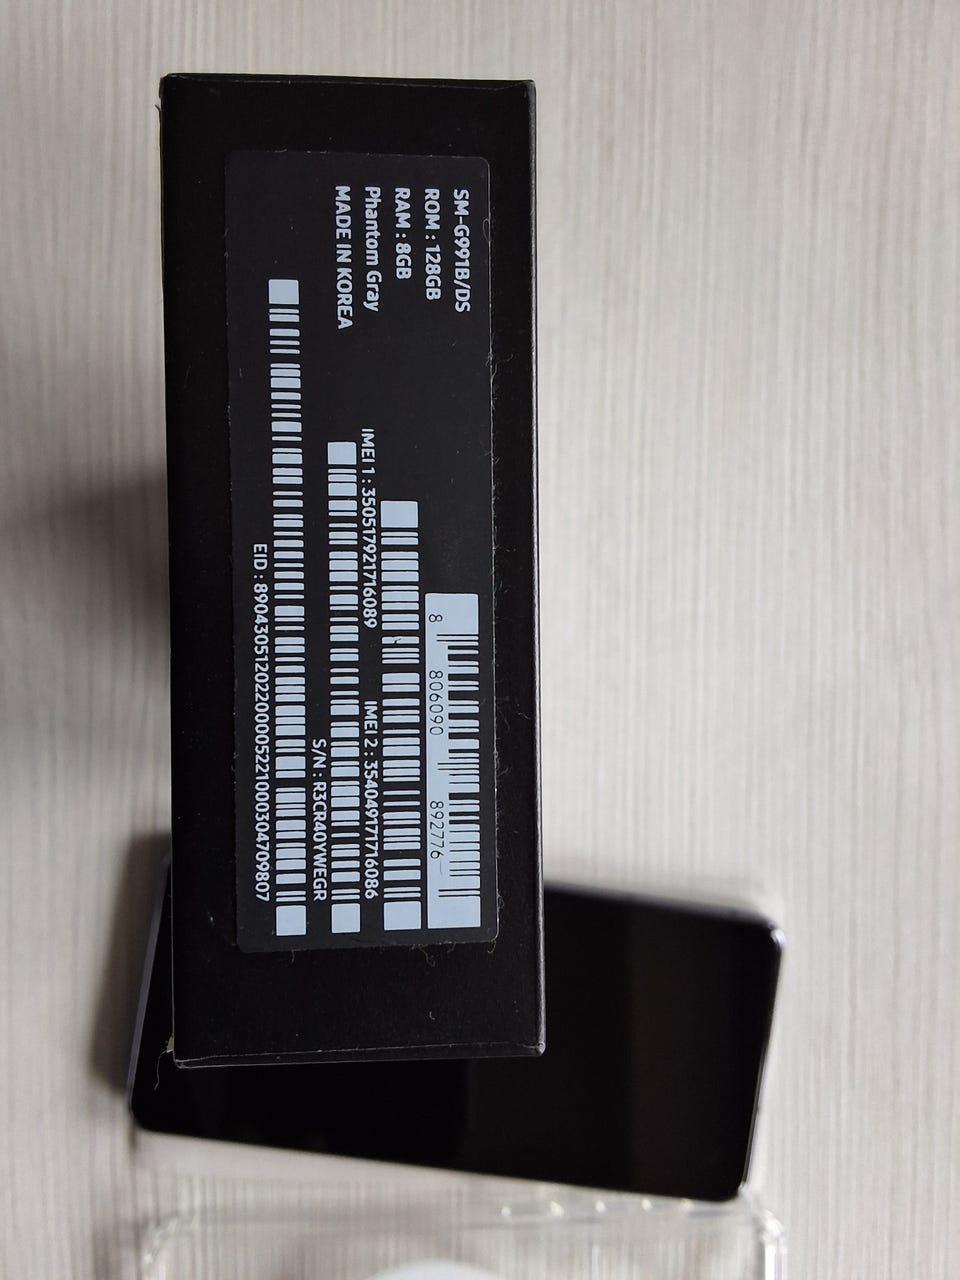 SM-G991B/DS
ROM : 128GB
RAM : 8GB
Phantom Gray
MADE IN KOREA
8 806090 892776
IMEI 1 : 350517921716089 IMEI 2 : 354049171716086
S/N : R3CR40YWEGR
EID : 89043051202200005221000304709807